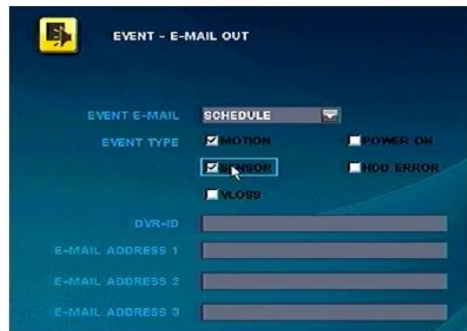 EVENT - E-MAIL OUT
EVENT E-MAIL SCHEDULE
EVENT TYPE MOTION POWER ON
SENSOR HDD ERROR
VLOSS
DVR-ID
E-MAIL ADDRESS 1
E-MAIL ADDRESS 2
E-MAIL ADDRESS 3